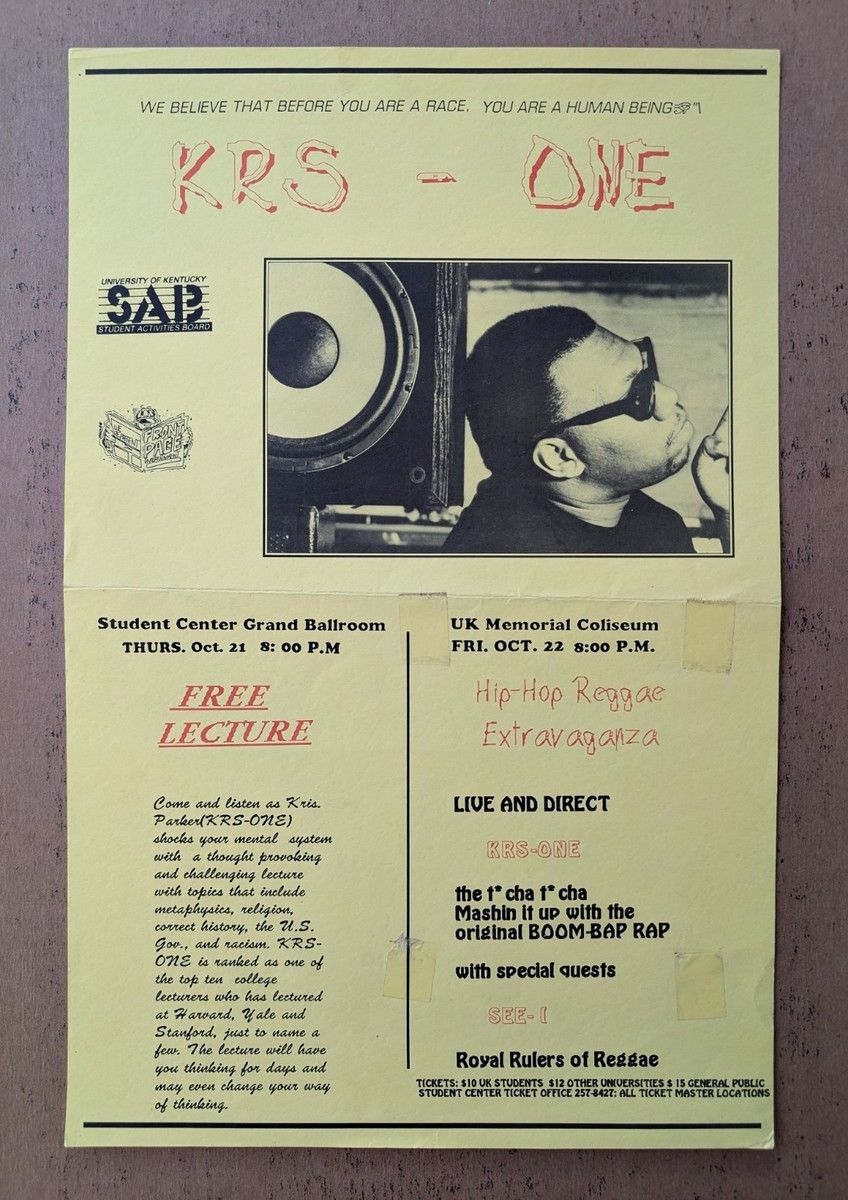 WE BELIEVE THAT BEFORE YOU ARE A RACE, YOU ARE A HUMAN BEING
KRS - ONE
UNIVERSITY OF KENTUCKY
SAB
STUDENT ACTIVITIES BOARD
FRONT
PAGE
Student Center Grand Ballroom
THURS. Oct. 21 8: 00 P.M
FREE
LECTURE
Come and listen as Kris.
Parker(KRS-ONE)
shocks your mental system
with a thought provoking
and challenging lecture
with topics that include
metaphysics, religion,
correct history, the U.S.
Gov., and racism. KRS-
ONE is ranked as one of
the top ten college
lecturers who has lectured
at Harvard, Yale and
Stanford, just to name a
few. The lecture will have
you thinking for days and
may even change your way
of thinking.
UK Memorial Coliseum
FRI. OCT. 22 8:00 P.M.
Hip-Hop Reggae
Extravaganza
LIVE AND DIRECT
KRS-ONE
the t* cha t* cha
Mashin it up with the
original BOOM-BAP RAP
with special guests
SEE- I
Royal Rulers of Reggae
TICKETS: $10 UK STUDENTS $12 OTHER UNIVERSITIES $ 15 GENERAL PUBLIC
STUDENT CENTER TICKET OFFICE 257-8427: ALL TICKET MASTER LOCATIONS